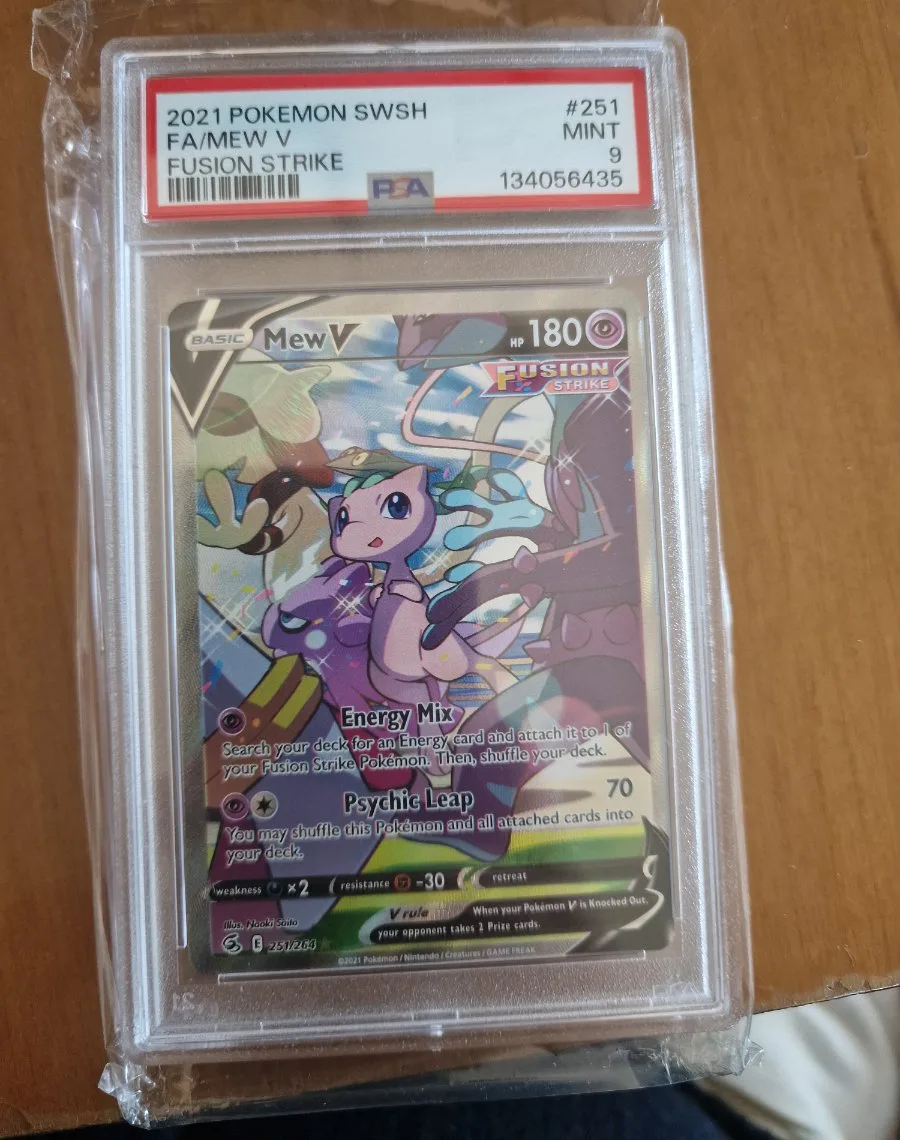 2021 POKEMON SWSH #251
FA/MEW V MINT
FUSION STRIKE 9
PSA 134056435
BASIC Mew V HP 180
FUSION
STRIKE
Energy Mix
Search your deck for an Energy card and attach it to 1 of
your Fusion Strike Pokémon. Then, shuffle your deck.
Psychic Leap 70
You may shuffle this Pokémon and all attached cards into
your deck.
weakness ×2 resistance -30 retreat
V rule When your Pokémon V is Knocked Out,
your opponent takes 2 Prize cards.
Illus. Naoki Saito
E 251/264
©2021 Pokémon / Nintendo / Creatures / GAME FREAK